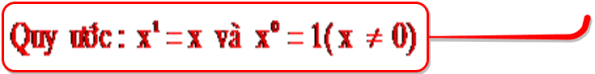 Quy ước : x¹ = x và x⁰ = 1( x ≠ 0)